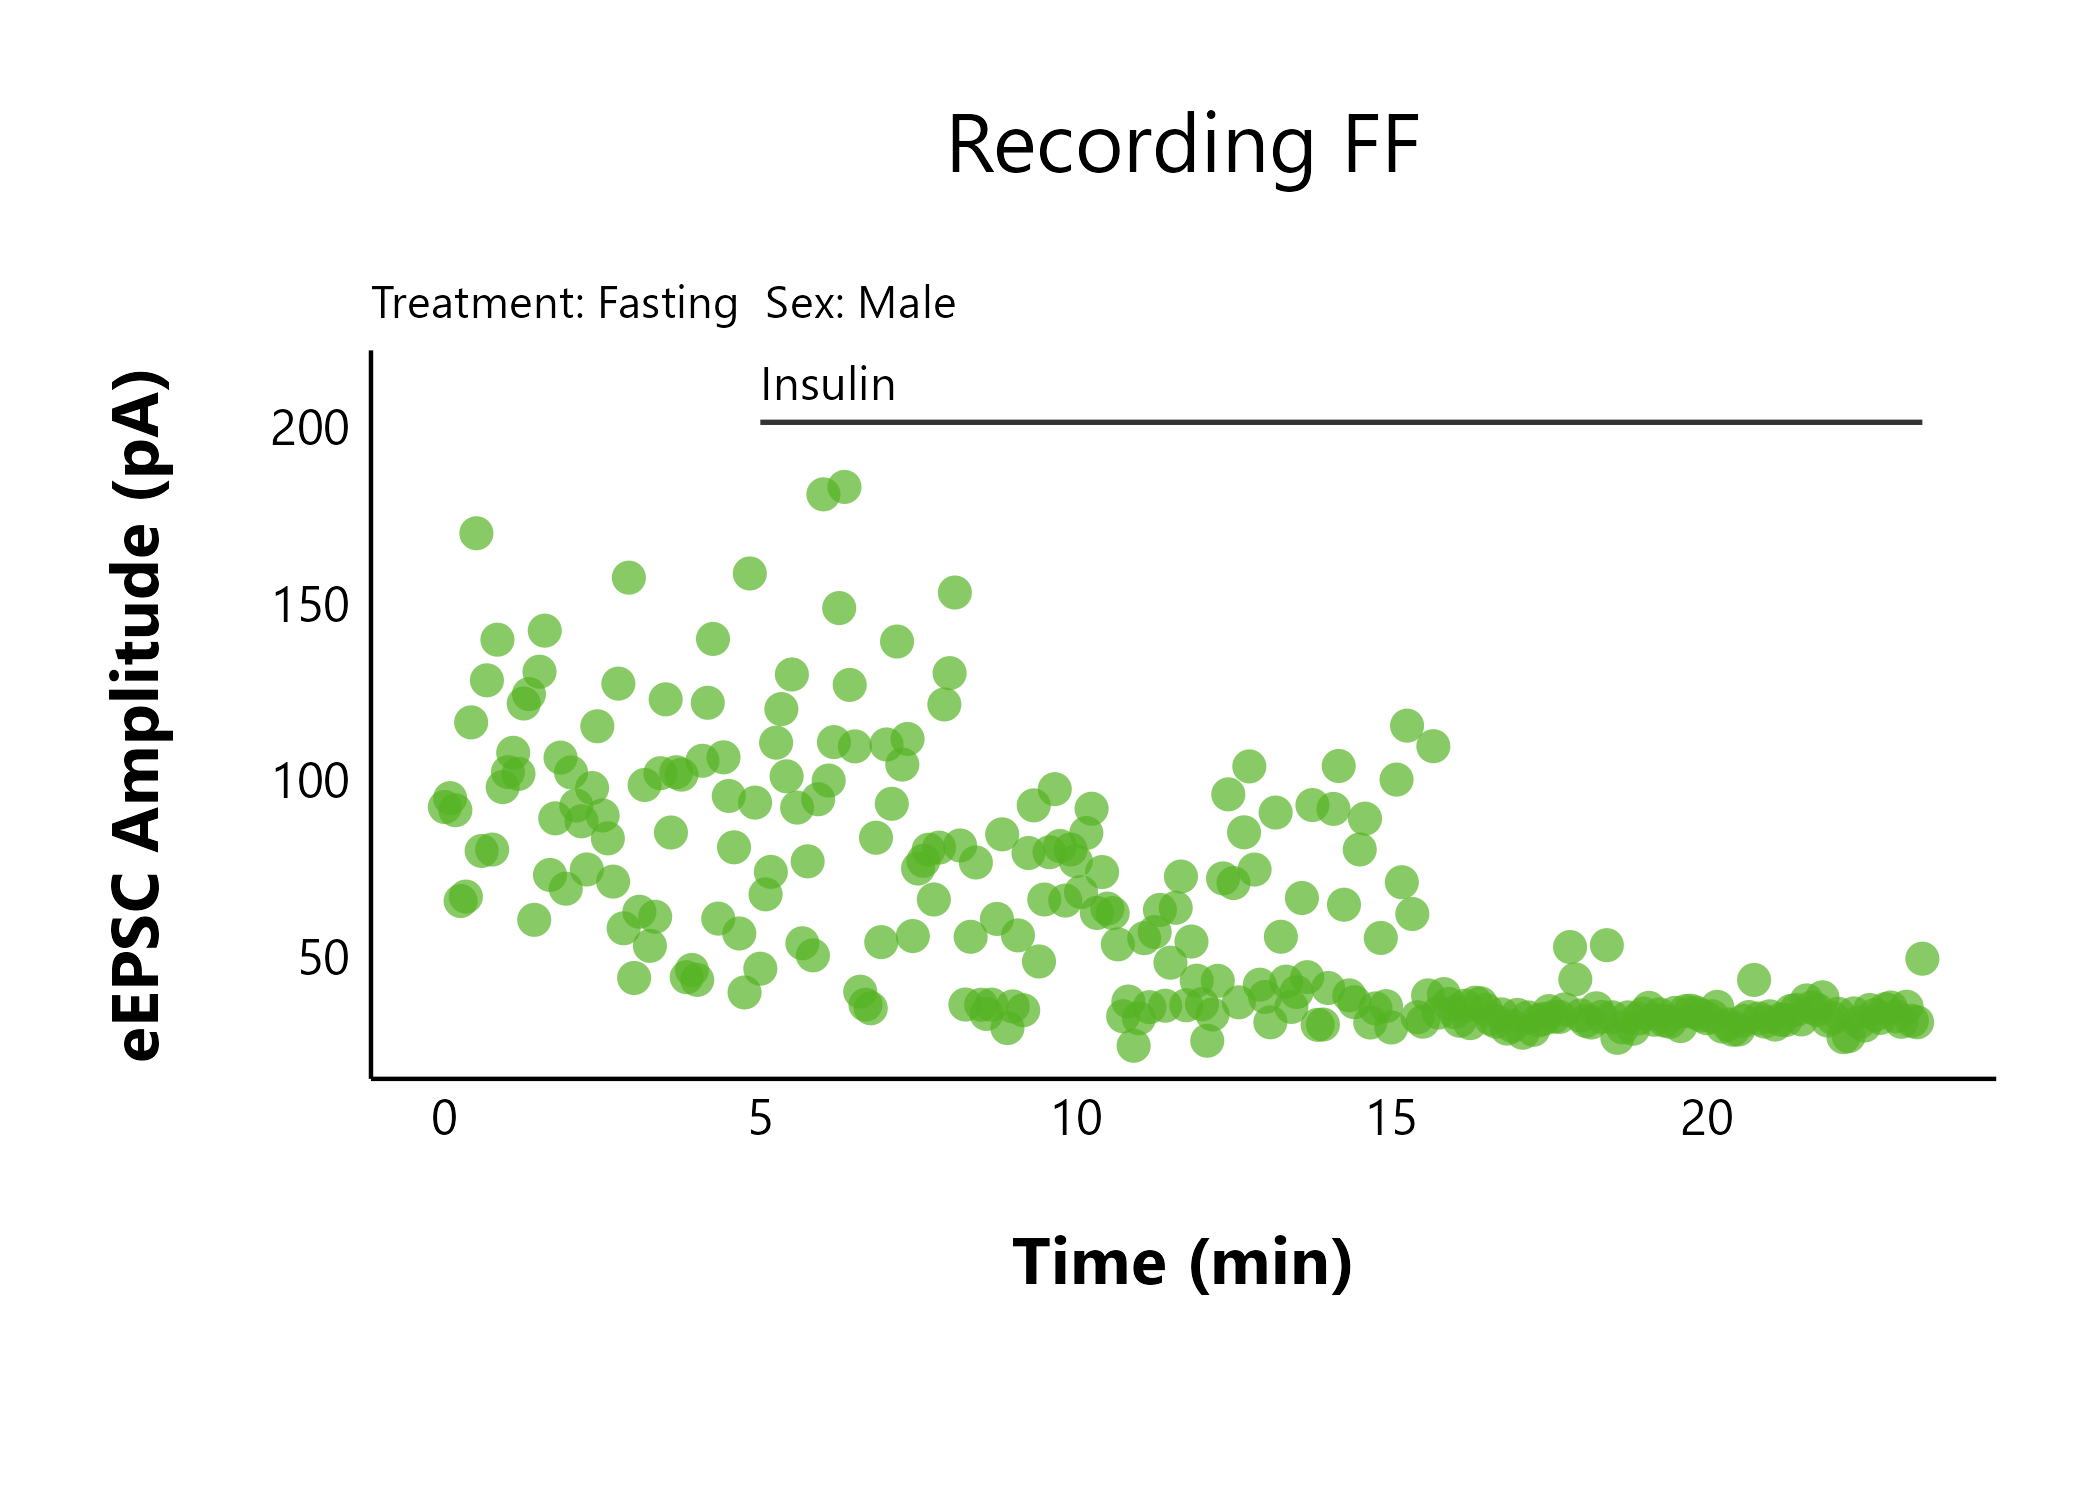 Recording FF
Treatment: Fasting  Sex: Male
Insulin
eEPSC Amplitude (pA)
200
150
100
50
0 5 10 15 20
Time (min)